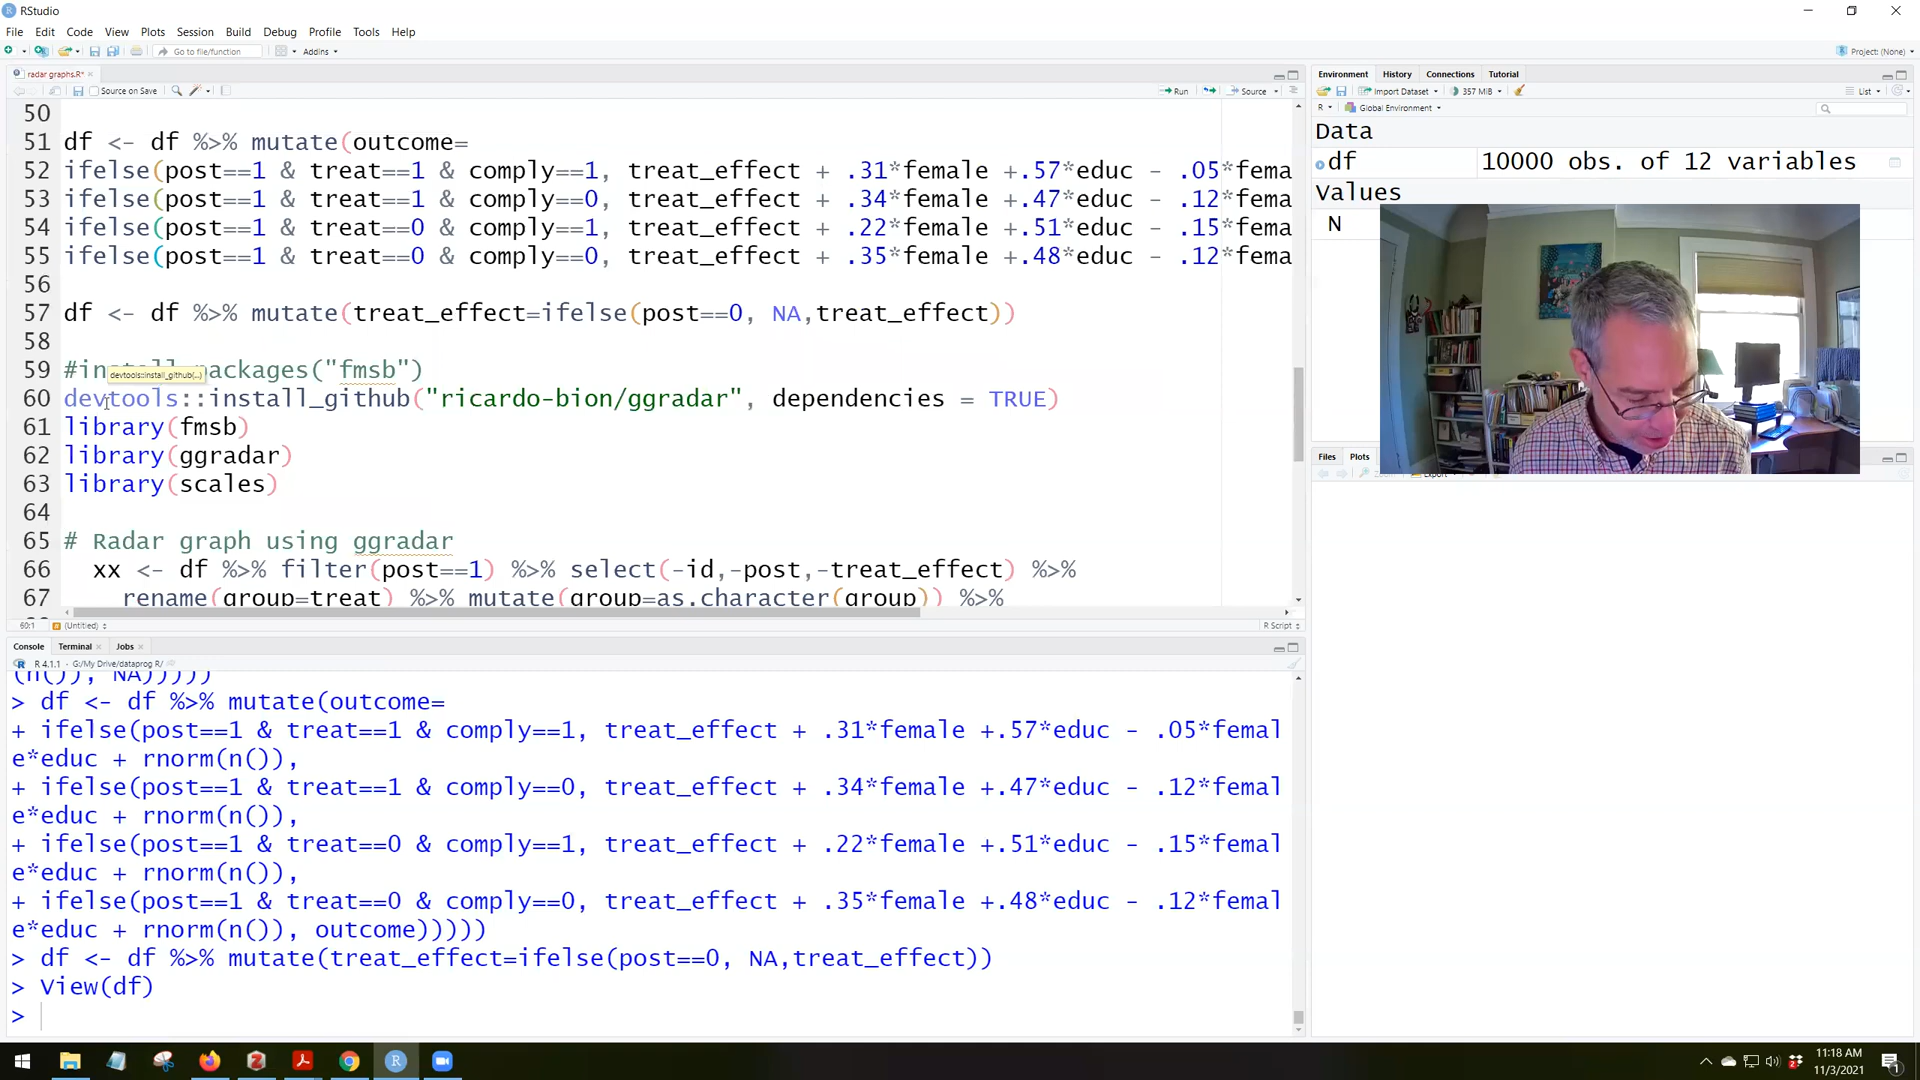 RStudio
File Edit Code View Plots Session Build Debug Profile Tools Help
Go to file/function Addins Project: (None)
radar graphs.R*
Source on Save Run Source
50
51 df <- df %>% mutate(outcome=
52 ifelse(post==1 & treat==1 & comply==1, treat_effect + .31*female +.57*educ - .05*fema
53 ifelse(post==1 & treat==1 & comply==0, treat_effect + .34*female +.47*educ - .12*fema
54 ifelse(post==1 & treat==0 & comply==1, treat_effect + .22*female +.51*educ - .15*fema
55 ifelse(post==1 & treat==0 & comply==0, treat_effect + .35*female +.48*educ - .12*fema
56
57 df <- df %>% mutate(treat_effect=ifelse(post==0, NA,treat_effect))
58
59 #install.packages("fmsb")
devtools::install_github(...)
60 devtools::install_github("ricardo-bion/ggradar", dependencies = TRUE)
61 library(fmsb)
62 library(ggradar)
63 library(scales)
64
65 # Radar graph using ggradar
66 xx <- df %>% filter(post==1) %>% select(-id,-post,-treat_effect) %>%
67 rename(group=treat) %>% mutate(group=as.character(group)) %>%
60:1 (Untitled) R Script
Console Terminal Jobs
R 4.1.1 · G:/My Drive/dataprog R/
(n()), NA)))))
> df <- df %>% mutate(outcome=
+ ifelse(post==1 & treat==1 & comply==1, treat_effect + .31*female +.57*educ - .05*femal
e*educ + rnorm(n()),
+ ifelse(post==1 & treat==1 & comply==0, treat_effect + .34*female +.47*educ - .12*femal
e*educ + rnorm(n()),
+ ifelse(post==1 & treat==0 & comply==1, treat_effect + .22*female +.51*educ - .15*femal
e*educ + rnorm(n()),
+ ifelse(post==1 & treat==0 & comply==0, treat_effect + .35*female +.48*educ - .12*femal
e*educ + rnorm(n()), outcome)))))
> df <- df %>% mutate(treat_effect=ifelse(post==0, NA,treat_effect))
> View(df)
>
Environment History Connections Tutorial
Import Dataset 357 MiB List
R Global Environment
Data
df 10000 obs. of 12 variables
Values
N
Files Plots
Export
11:18 AM
11/3/2021